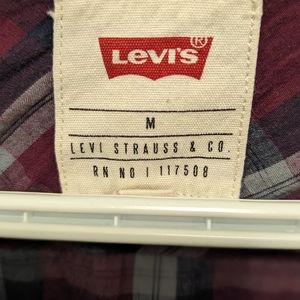 LEVI'S®
M
LEVI STRAUSS & CO.
RN NO | 117508